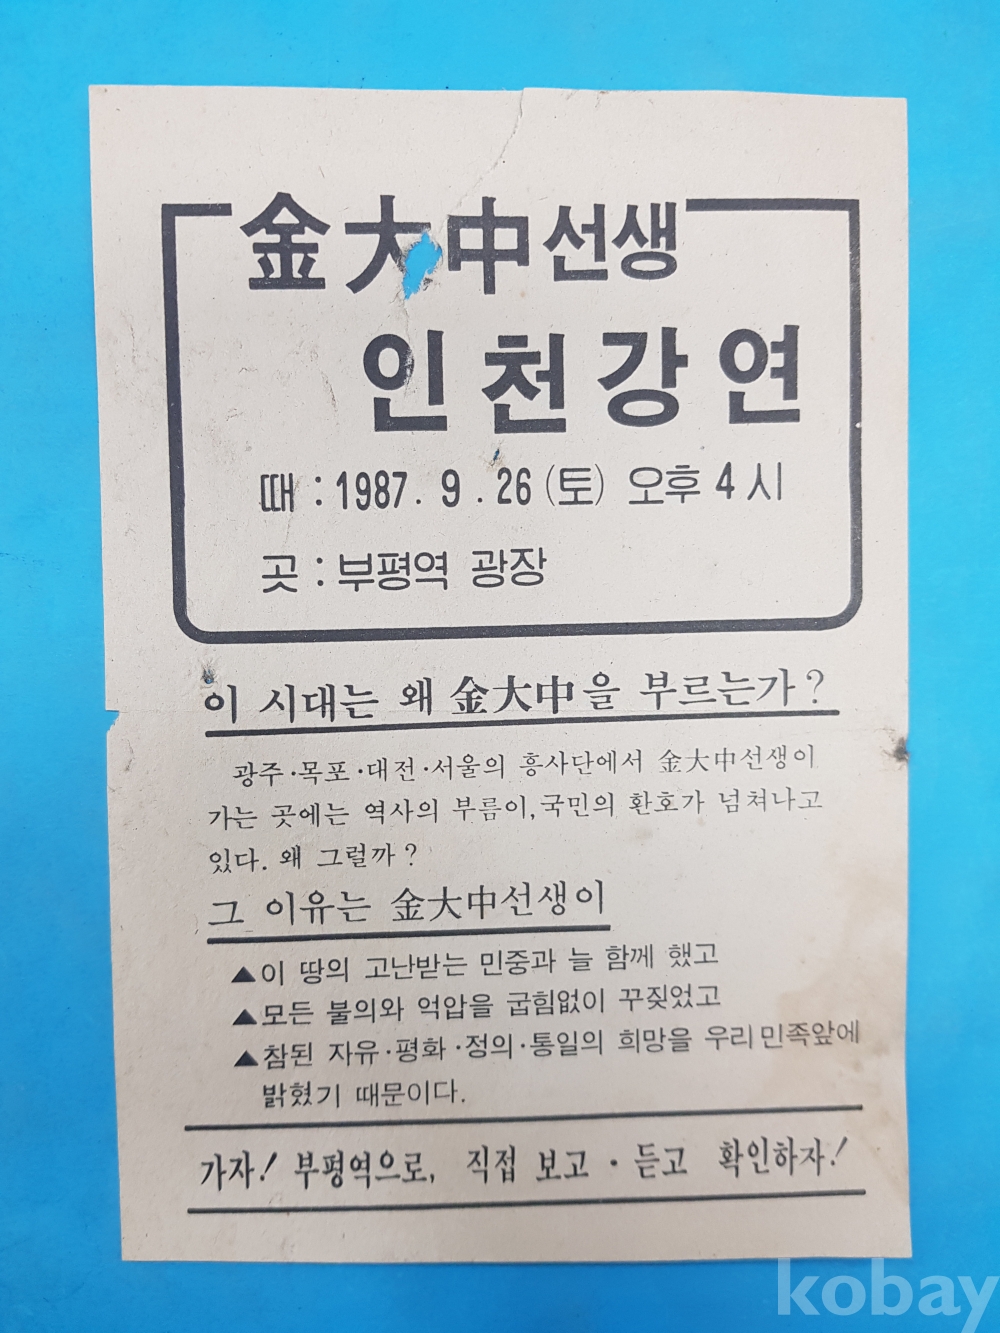 金大中선생
인천강연
때 : 1987. 9. 26 (토) 오후 4시
곳 : 부평역 광장
이 시대는 왜 金大中을 부르는가?
광주·목포·대전·서울의 흥사단에서 金大中선생이
가는 곳에는 역사의 부름이, 국민의 환호가 넘쳐나고
있다. 왜 그럴까?
그 이유는 金大中선생이
▲이 땅의 고난받는 민중과 늘 함께 했고
▲모든 불의와 억압을 굽힘없이 꾸짖었고
▲참된 자유·평화·정의·통일의 희망을 우리 민족앞에
밝혔기 때문이다.
가자! 부평역으로, 직접 보고·듣고 확인하자!
kobay